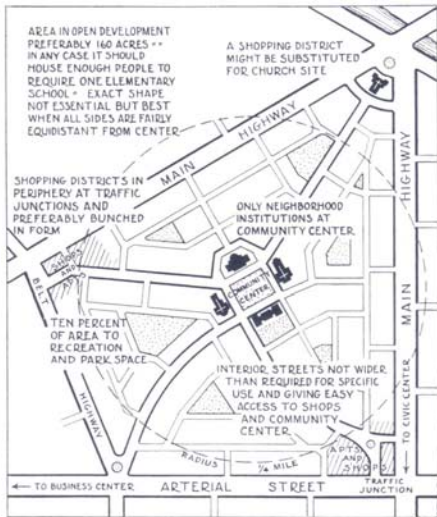 AREA IN OPEN DEVELOPMENT
PREFERABLY 160 ACRES --
IN ANY CASE IT SHOULD
HOUSE ENOUGH PEOPLE TO
REQUIRE ONE ELEMENTARY
SCHOOL - EXACT SHAPE
NOT ESSENTIAL BUT BEST
WHEN ALL SIDES ARE FAIRLY
EQUIDISTANT FROM CENTER
A SHOPPING DISTRICT
MIGHT BE SUBSTITUTED
FOR CHURCH SITE
MAIN HIGHWAY
SHOPPING DISTRICTS IN
PERIPHERY AT TRAFFIC
JUNCTIONS AND
PREFERABLY BUNCHED
IN FORM
ONLY NEIGHBORHOOD
INSTITUTIONS AT
COMMUNITY CENTER
HIGHWAY
MAIN
TO CIVIC CENTER
SHOPS
AND
APTS
BELT
HIGHWAY
COMMUNITY
CENTER
TEN PERCENT
OF AREA TO
RECREATION
AND PARK SPACE
INTERIOR STREETS NOT WIDER
THAN REQUIRED FOR SPECIFIC
USE AND GIVING EASY
ACCESS TO SHOPS
AND COMMUNITY
CENTER
RADIUS
1/4 MILE
APTS
AND
SHOPS
TO BUSINESS CENTER
ARTERIAL STREET
TRAFFIC
JUNCTION